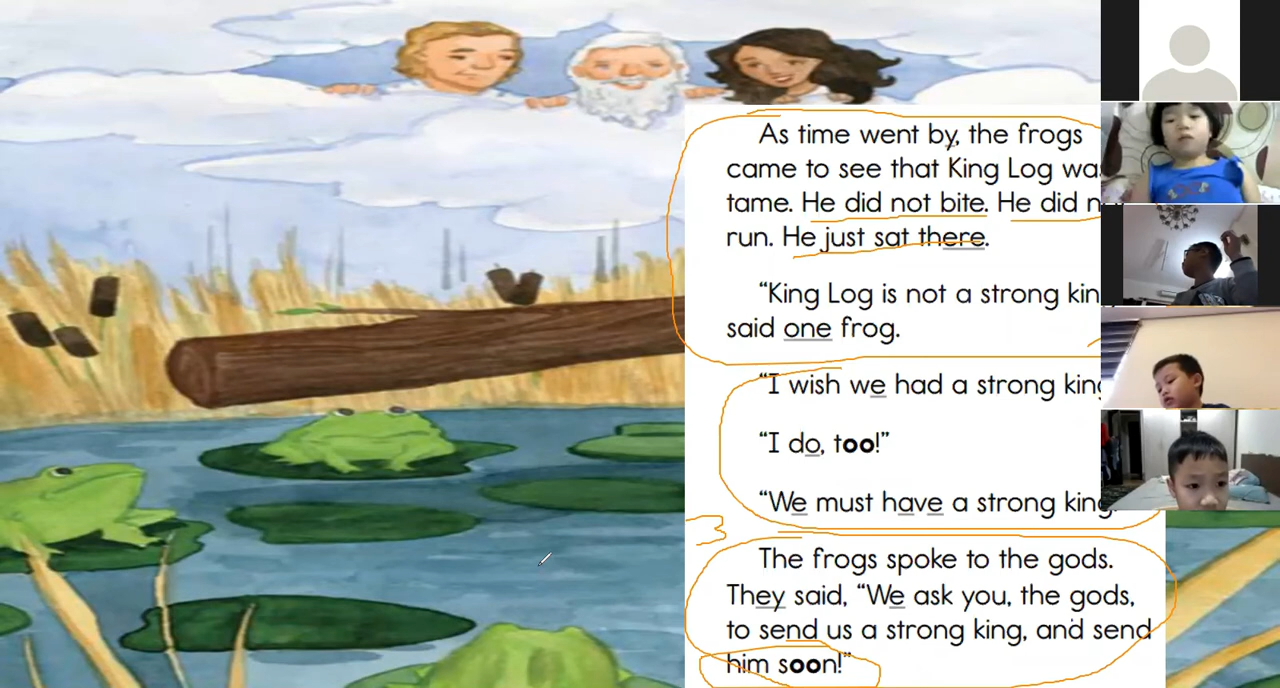 As time went by, the frogs
came to see that King Log
tame. He did not bite. He did
run. He just sat there.
“King Log is not a strong
said one frog.
“I wish we had a strong
“I do, too!”
“We must have a strong king
The frogs spoke to the gods.
They said, “We ask you, the gods,
to send us a strong king, and send
him soon!”